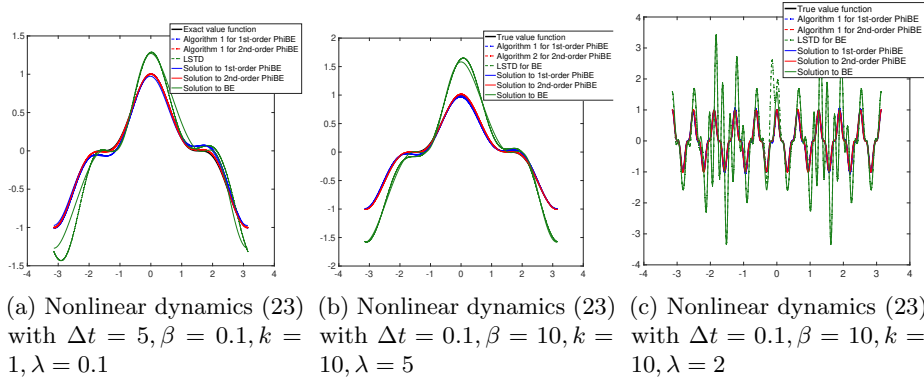 Exact value function
Algorithm 1 for 1st-order PhiBE
Algorithm 1 for 2nd-order PhiBE
LSTD
Solution to 1st-order PhiBE
Solution to 2nd-order PhiBE
Solution to BE
1.5
1
0.5
0
-0.5
-1
-1.5
-4 -3 -2 -1 0 1 2 3 4
(a) Nonlinear dynamics (23)
with Δt = 5, β = 0.1, k =
1, λ = 0.1
True value function
Algorithm 1 for 1st-order PhiBE
Algorithm 2 for 2nd-order PhiBE
LSTD for BE
Solution to 1st-order PhiBE
Solution to 2nd-order PhiBE
Solution to BE
2
1.5
1
0.5
0
-0.5
-1
-1.5
-2
-4 -3 -2 -1 0 1 2 3 4
(b) Nonlinear dynamics (23)
with Δt = 0.1, β = 10, k =
10, λ = 5
True value function
Algorithm 1 for 1st-order PhiBE
Algorithm 1 for 2nd-order PhiBE
LSTD for BE
Solution to 1st-order PhiBE
Solution to 2nd-order PhiBE
Solution to BE
4
3
2
1
0
-1
-2
-3
-4
-4 -3 -2 -1 0 1 2 3 4
(c) Nonlinear dynamics (23)
with Δt = 0.1, β = 10, k =
10, λ = 2